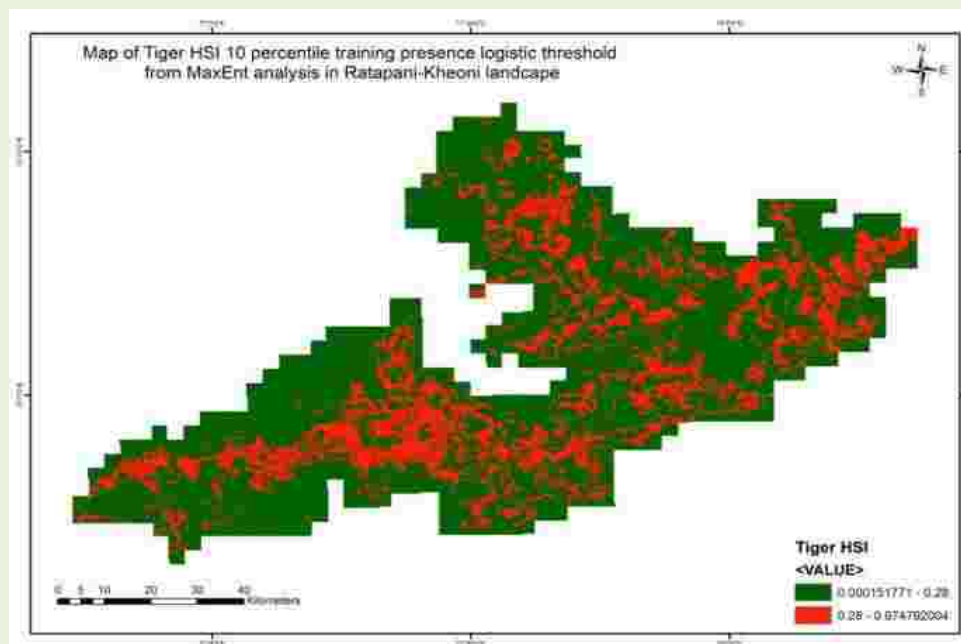 Map of Tiger HSI 10 percentile training presence logistic threshold
from MaxEnt analysis in Ratapani-Kheoni landcape
N
W E
S
Tiger HSI
<VALUE>
0.000151771 - 0.28
0.28 - 0.974792004
0 5 10 20 30 40
Kilometers